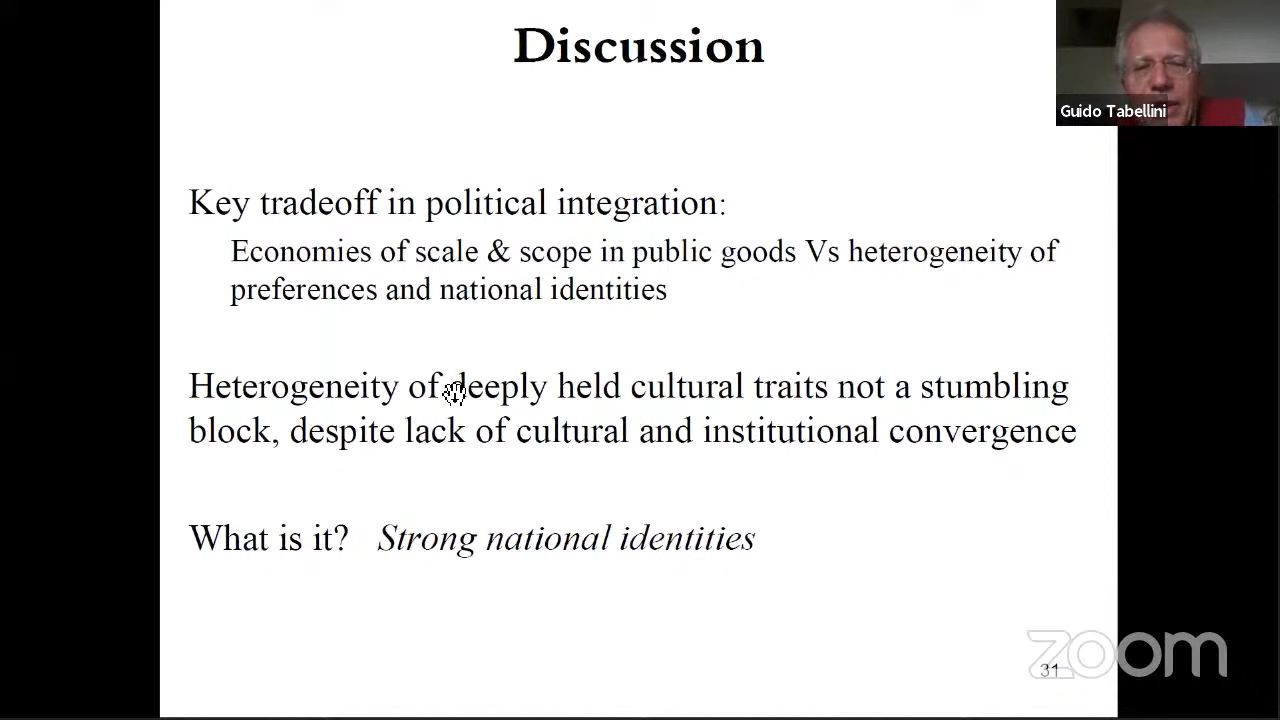 Discussion
Guido Tabellini
Key tradeoff in political integration:
Economies of scale & scope in public goods Vs heterogeneity of
preferences and national identities
Heterogeneity of deeply held cultural traits not a stumbling
block, despite lack of cultural and institutional convergence
What is it? Strong national identities
zoom
31